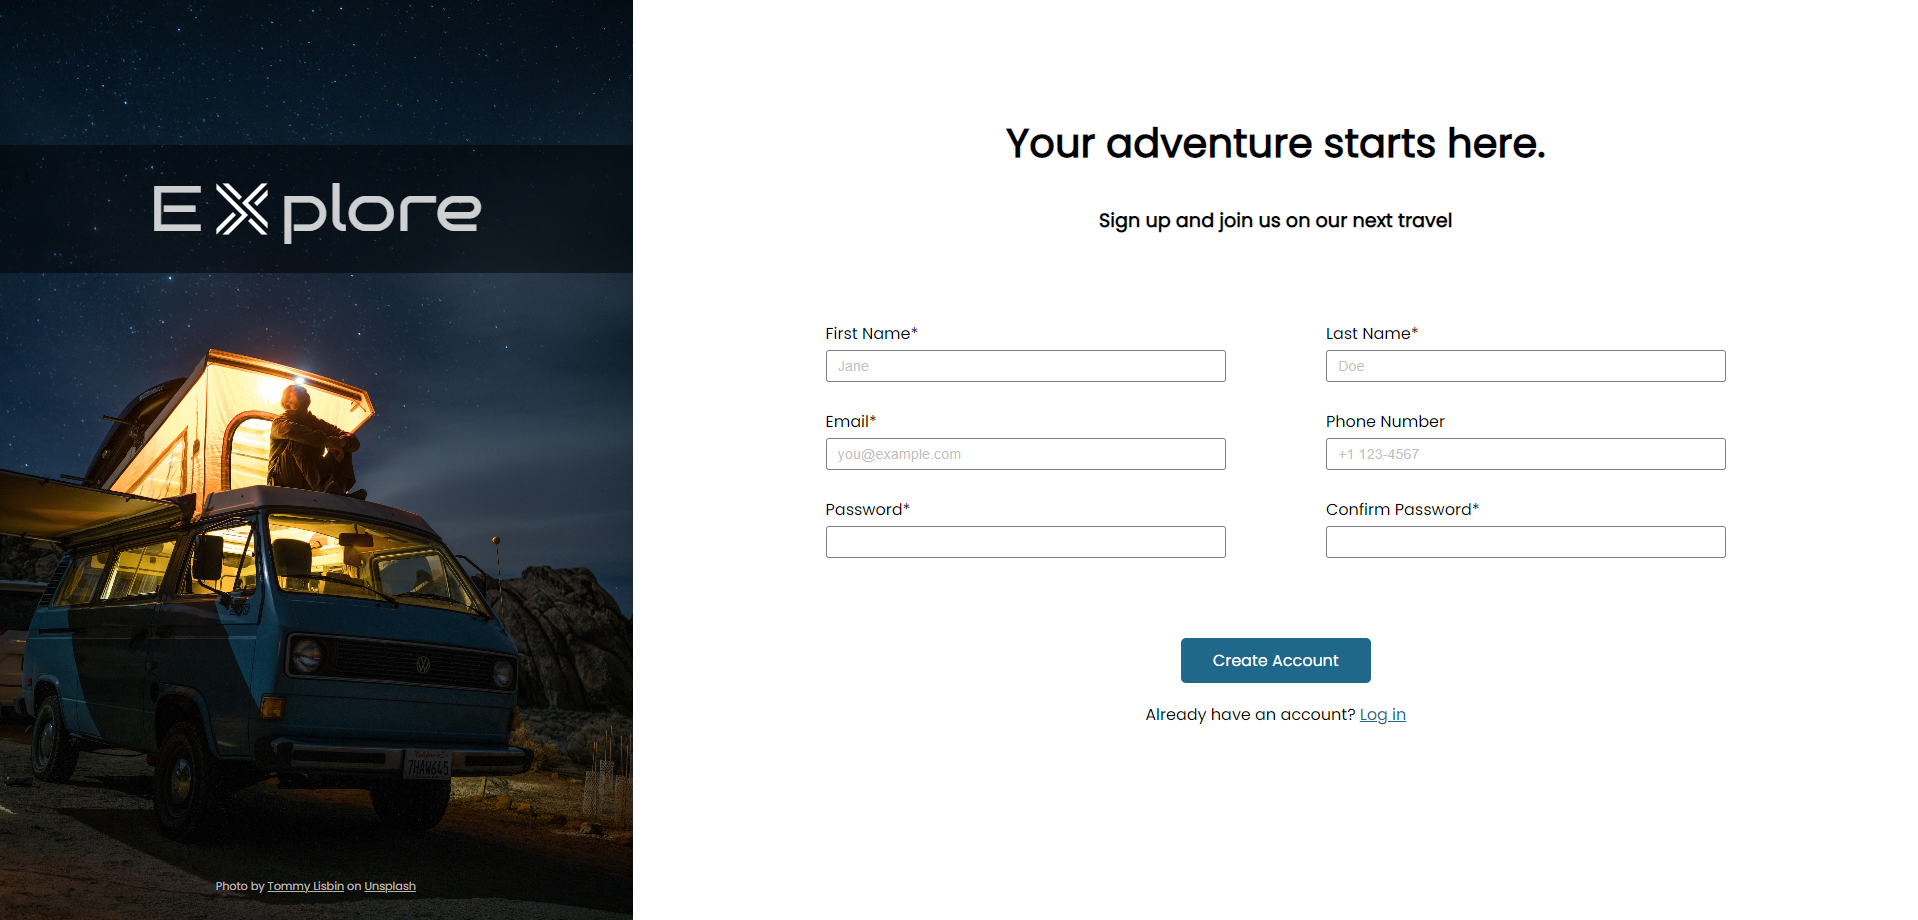 EXplore
Your adventure starts here.
Sign up and join us on our next travel
First Name*
Last Name*
Jane
Doe
Email*
Phone Number
you@example.com
+1 123-4567
Password*
Confirm Password*
Create Account
Already have an account? Log in
7HAW645
Photo by Tommy Lisbin on Unsplash